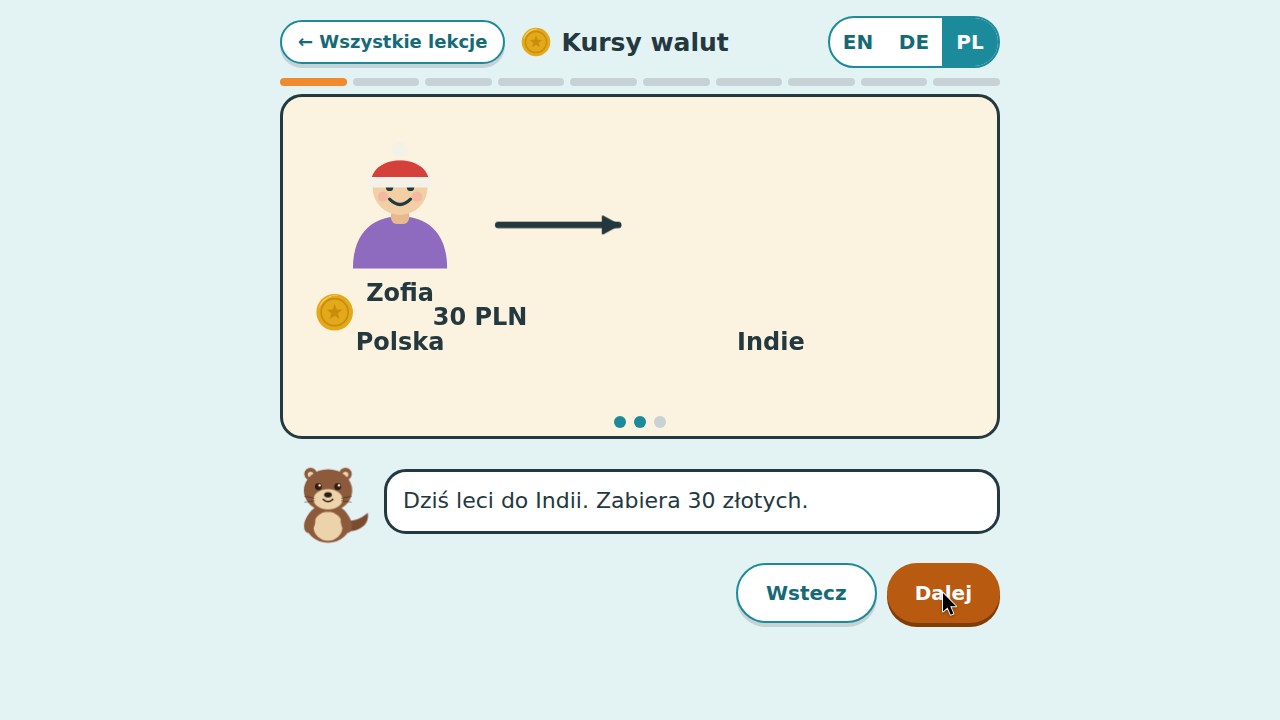 ← Wszystkie lekcje
Kursy walut
EN DE PL
Zofia
30 PLN
Polska
Indie
Dziś leci do Indii. Zabiera 30 złotych.
Wstecz
Dalej